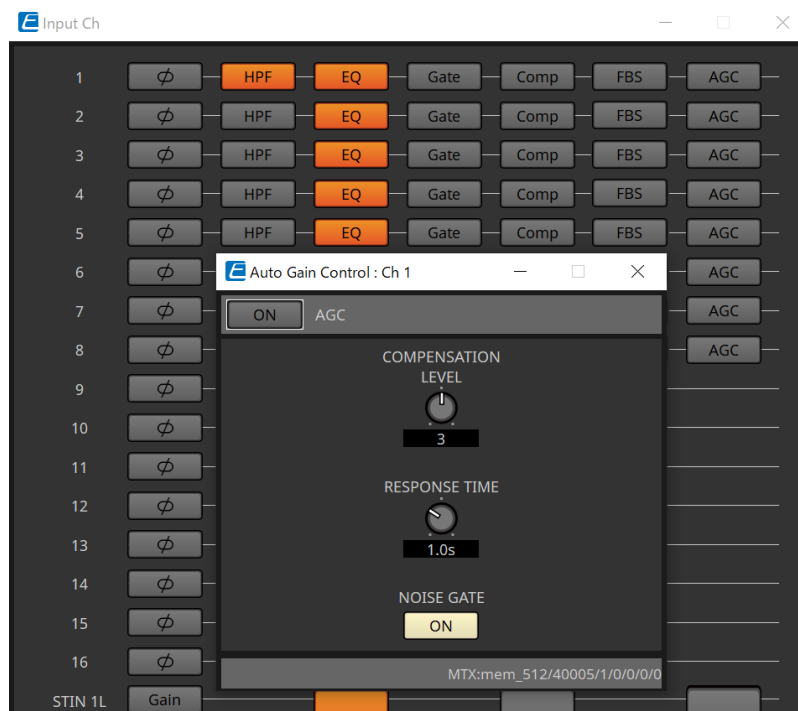 E Input Ch
1 ϕ HPF EQ Gate Comp FBS AGC
2 ϕ HPF EQ Gate Comp FBS AGC
3 ϕ HPF EQ Gate Comp FBS AGC
4 ϕ HPF EQ Gate Comp FBS AGC
5 ϕ HPF EQ Gate Comp FBS AGC
6 ϕ AGC
7 ϕ AGC
8 ϕ AGC
9 ϕ
10 ϕ
11 ϕ
12 ϕ
13 ϕ
14 ϕ
15 ϕ
16 ϕ
STIN 1L Gain
E Auto Gain Control : Ch 1
ON AGC
COMPENSATION
LEVEL
3
RESPONSE TIME
1.0s
NOISE GATE
ON
MTX:mem_512/40005/1/0/0/0/0